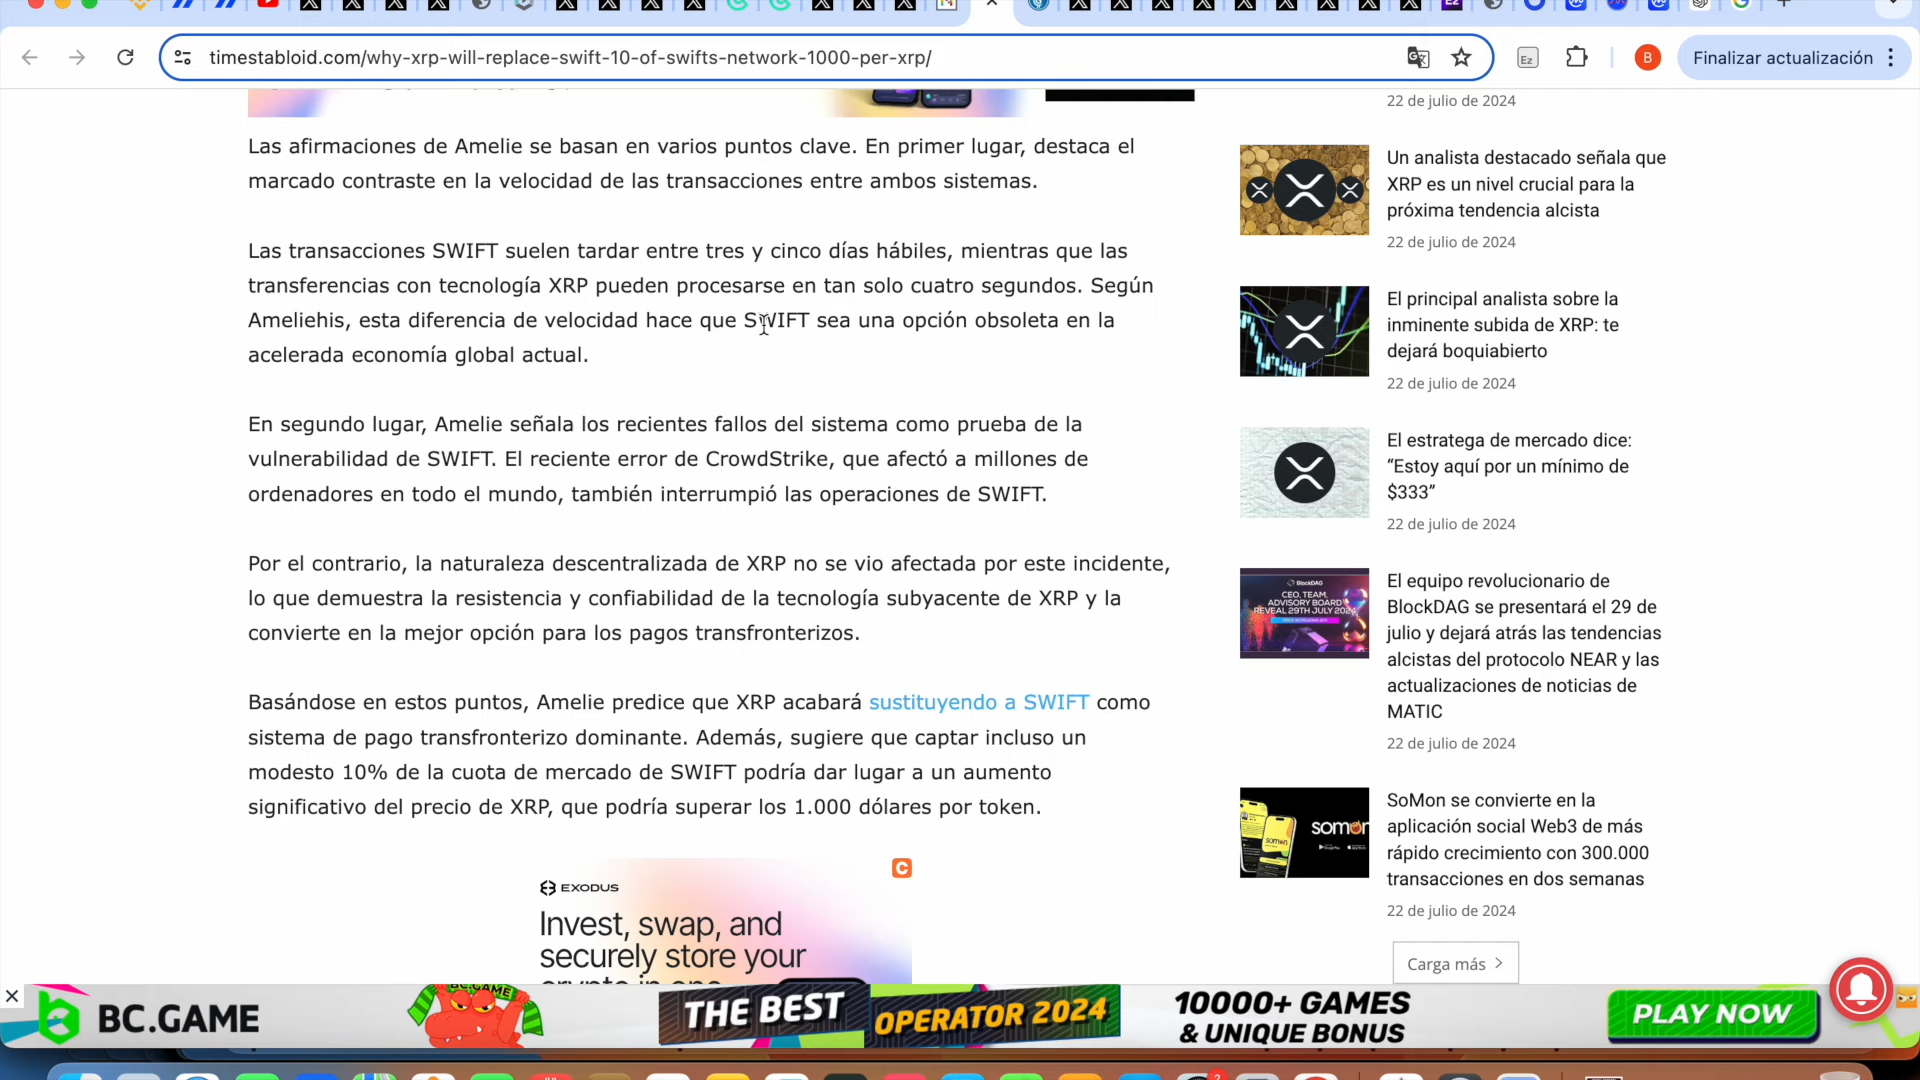 timestabloid.com/why-xrp-will-replace-swift-10-of-swifts-network-1000-per-xrp/
Ez
B
Finalizar actualización
Las afirmaciones de Amelie se basan en varios puntos clave. En primer lugar, destaca el
marcado contraste en la velocidad de las transacciones entre ambos sistemas.
Las transacciones SWIFT suelen tardar entre tres y cinco días hábiles, mientras que las
transferencias con tecnología XRP pueden procesarse en tan solo cuatro segundos. Según
Ameliehis, esta diferencia de velocidad hace que SWIFT sea una opción obsoleta en la
acelerada economía global actual.
En segundo lugar, Amelie señala los recientes fallos del sistema como prueba de la
vulnerabilidad de SWIFT. El reciente error de CrowdStrike, que afectó a millones de
ordenadores en todo el mundo, también interrumpió las operaciones de SWIFT.
Por el contrario, la naturaleza descentralizada de XRP no se vio afectada por este incidente,
lo que demuestra la resistencia y confiabilidad de la tecnología subyacente de XRP y la
convierte en la mejor opción para los pagos transfronterizos.
Basándose en estos puntos, Amelie predice que XRP acabará sustituyendo a SWIFT como
sistema de pago transfronterizo dominante. Además, sugiere que captar incluso un
modesto 10% de la cuota de mercado de SWIFT podría dar lugar a un aumento
significativo del precio de XRP, que podría superar los 1.000 dólares por token.
EXODUS
Invest, swap, and
securely store your
22 de julio de 2024
Un analista destacado señala que
XRP es un nivel crucial para la
próxima tendencia alcista
22 de julio de 2024
El principal analista sobre la
inminente subida de XRP: te
dejará boquiabierto
22 de julio de 2024
El estratega de mercado dice:
“Estoy aquí por un mínimo de
$333”
22 de julio de 2024
BlockDAG
CEO, TEAM,
ADVISORY BOARD
REVEAL 29TH JULY 2024
El equipo revolucionario de
BlockDAG se presentará el 29 de
julio y dejará atrás las tendencias
alcistas del protocolo NEAR y las
actualizaciones de noticias de
MATIC
22 de julio de 2024
somon
SoMon se convierte en la
aplicación social Web3 de más
rápido crecimiento con 300.000
transacciones en dos semanas
22 de julio de 2024
Carga más
BC.GAME
BC.GAME
THE BEST
OPERATOR 2024
10000+ GAMES
& UNIQUE BONUS
PLAY NOW